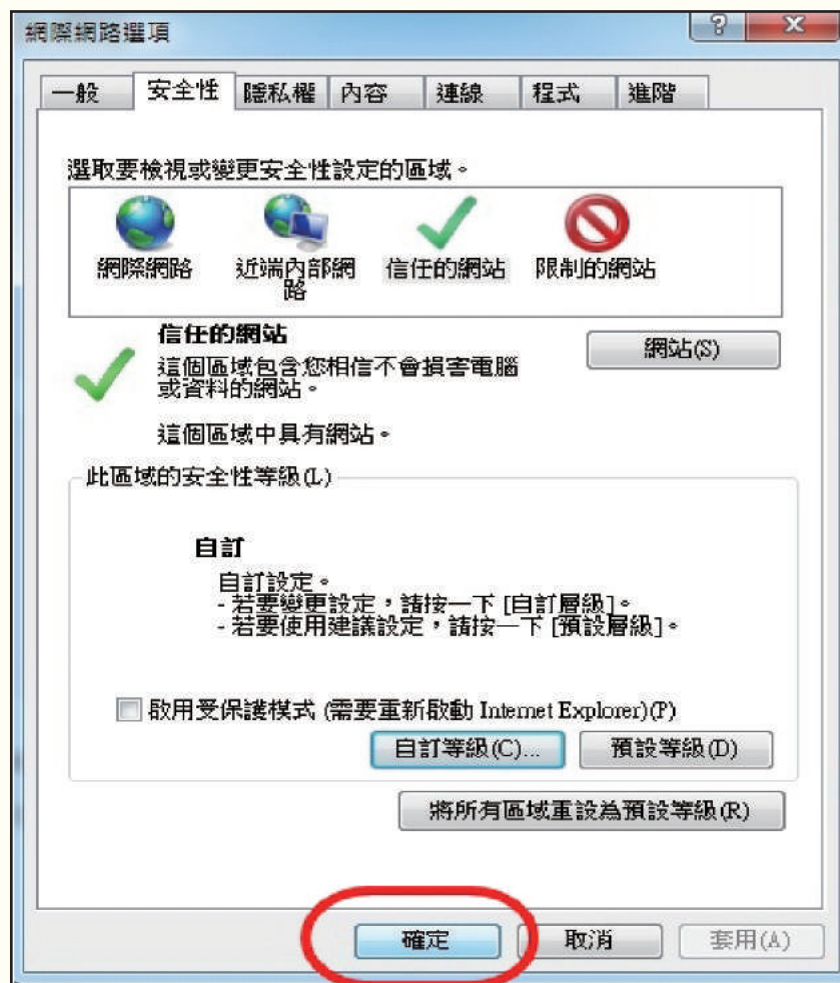 網際網路選項
一般 安全性 隱私權 內容 連線 程式 進階
選取要檢視或變更安全性設定的區域。
網際網路 近端內部網路 信任的網站 限制的網站
信任的網站
網站(S)
這個區域包含您相信不會損害電腦
或資料的網站。
這個區域中具有網站。
此區域的安全性等級(L)
自訂
自訂設定。
- 若要變更設定，請按一下 [自訂層級]。
- 若要使用建議設定，請按一下 [預設層級]。
啟用受保護模式 (需要重新啟動 Internet Explorer)(P)
自訂等級(C)... 預設等級(D)
將所有區域重設為預設等級(R)
確定 取消 套用(A)